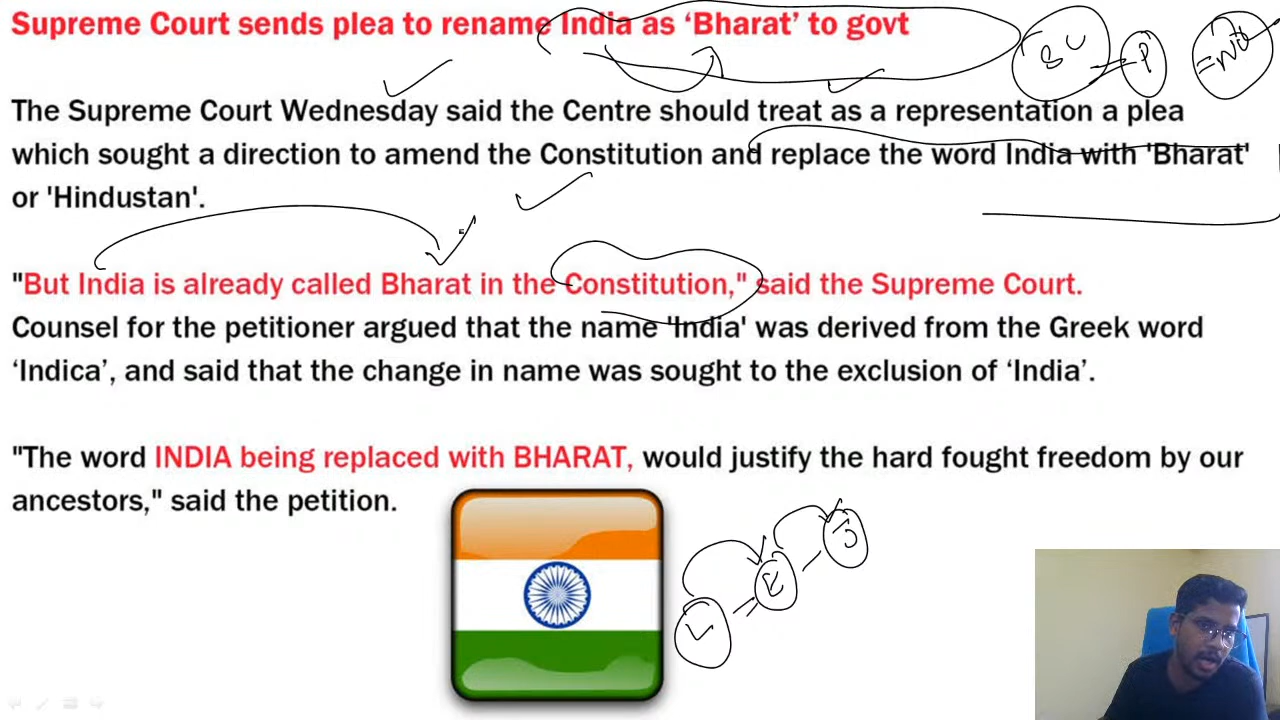 Supreme Court sends plea to rename India as ‘Bharat’ to govt
The Supreme Court Wednesday said the Centre should treat as a representation a plea
which sought a direction to amend the Constitution and replace the word India with 'Bharat'
or 'Hindustan'.
"But India is already called Bharat in the Constitution," said the Supreme Court.
Counsel for the petitioner argued that the name 'India' was derived from the Greek word
‘Indica’, and said that the change in name was sought to the exclusion of ‘India’.
"The word INDIA being replaced with BHARAT, would justify the hard fought freedom by our
ancestors," said the petition.
L E J